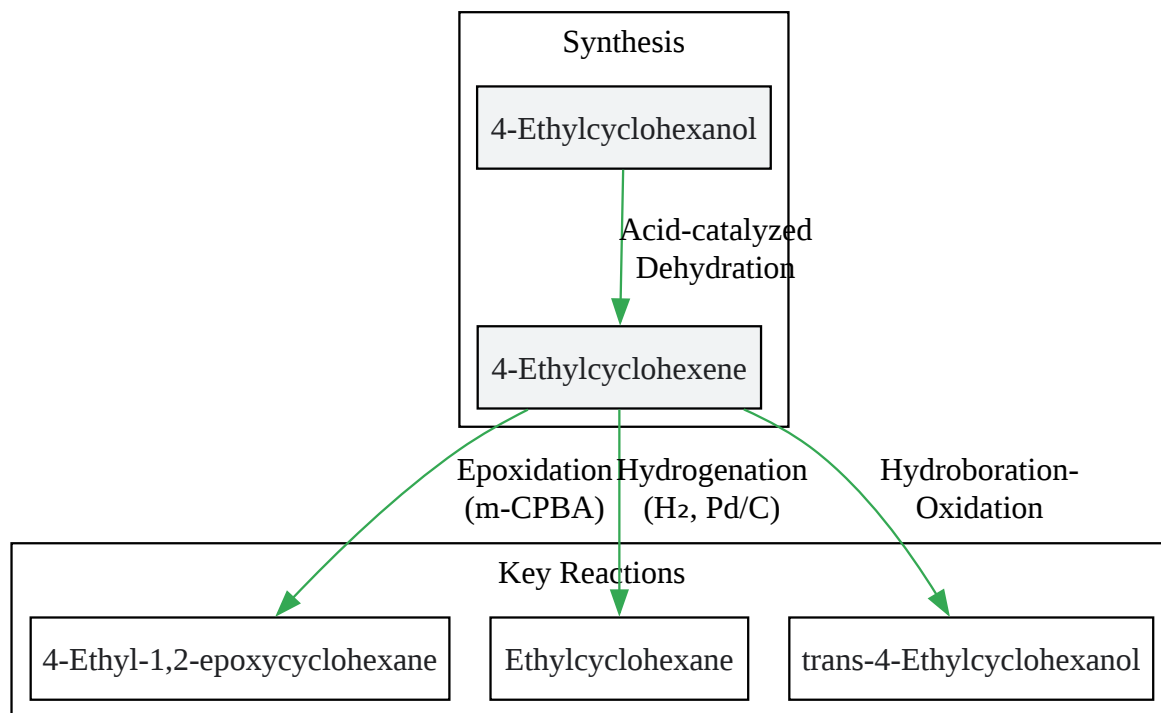 Synthesis
4-Ethylcyclohexanol
Acid-catalyzed
Dehydration
4-Ethylcyclohexene
Epoxidation
(m-CPBA)
Hydrogenation
(H₂, Pd/C)
Hydroboration-
Oxidation
Key Reactions
4-Ethyl-1,2-epoxycyclohexane
Ethylcyclohexane
trans-4-Ethylcyclohexanol